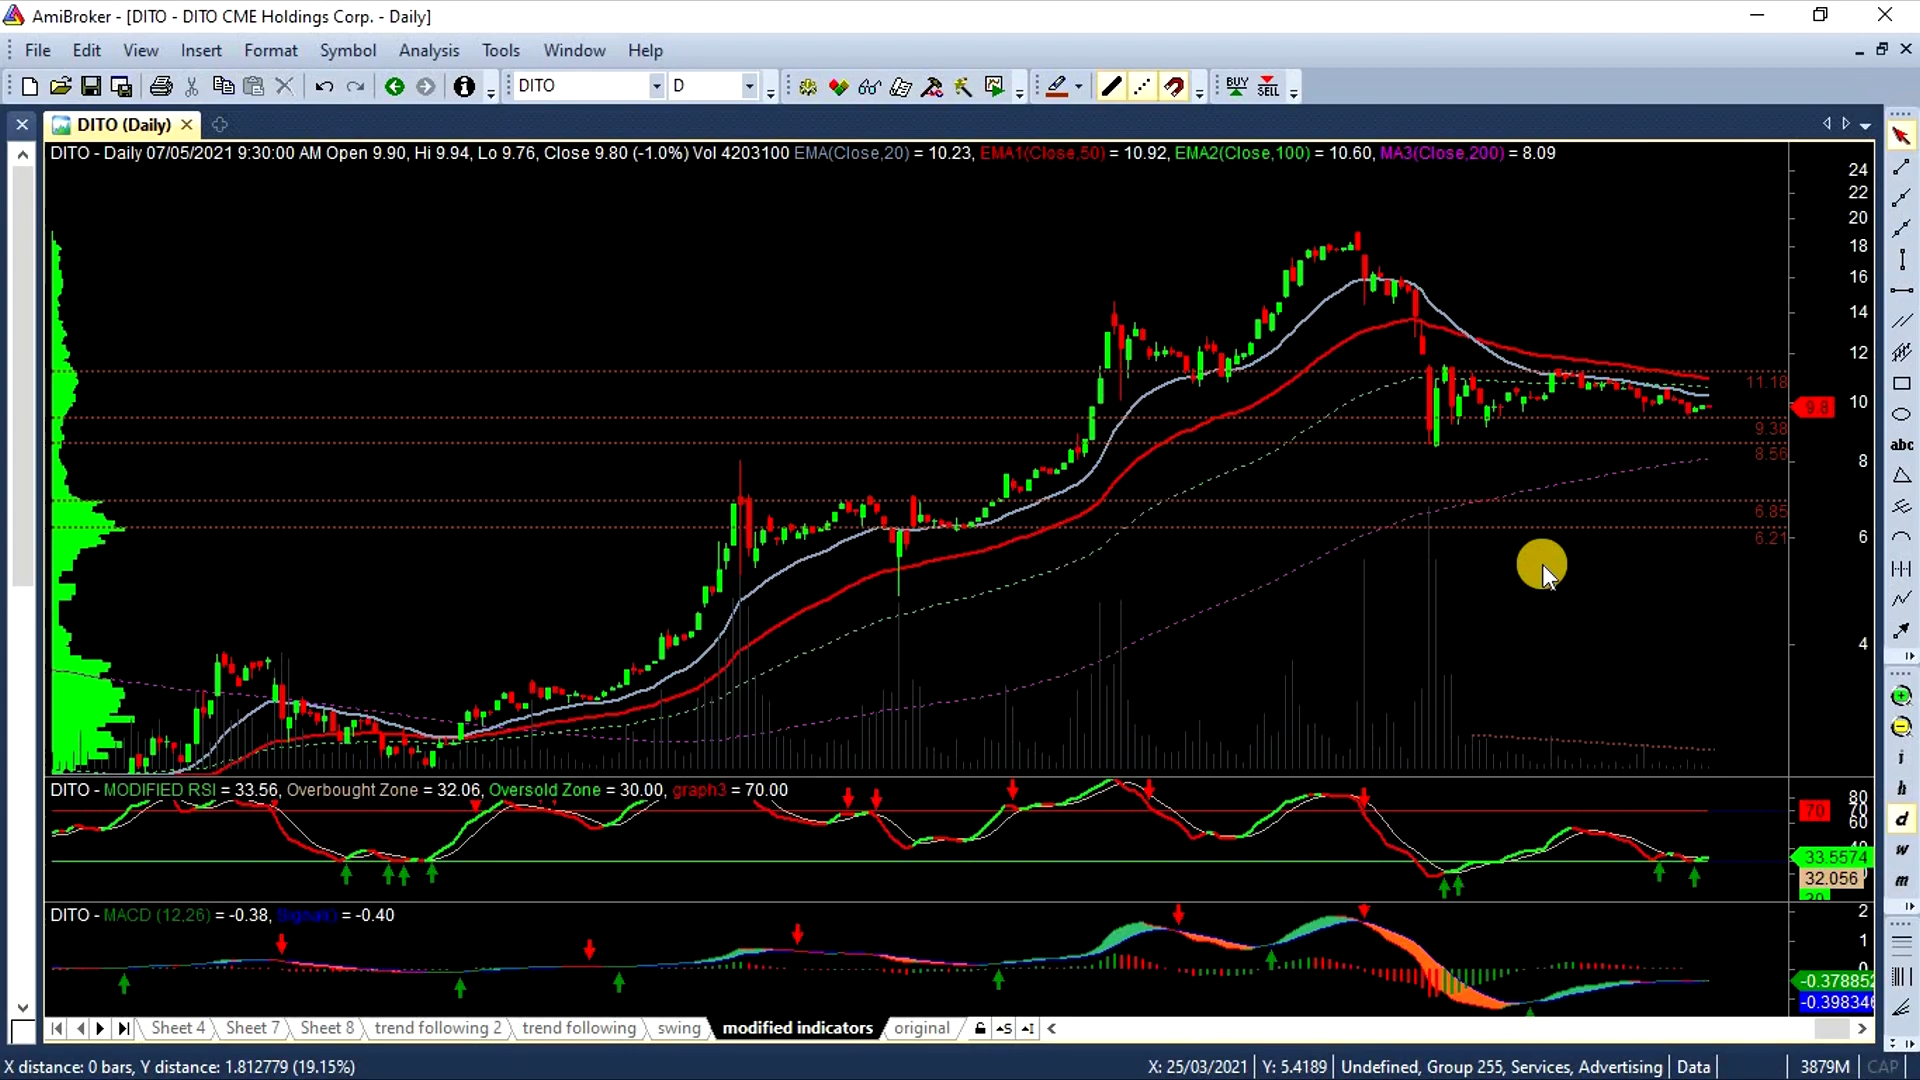 AmiBroker - [DITO - DITO CME Holdings Corp. - Daily]
File Edit View Insert Format Symbol Analysis Tools Window Help
DITO D BUY SELL
DITO (Daily)
DITO - Daily 07/05/2021 9:30:00 AM Open 9.90, Hi 9.94, Lo 9.76, Close 9.80 (-1.0%) Vol 4203100 EMA(Close,20) = 10.23, EMA1(Close,50) = 10.92, EMA2(Close,100) = 10.60, MA3(Close,200) = 8.09
24
22
20
18
16
14
12
11.18
10
9.8
9.38
8.56
8
6.85
6.21
6
4
abc
i
h
d
w
m
DITO - MODIFIED RSI = 33.56, Overbought Zone = 32.06, Oversold Zone = 30.00, graph3 = 70.00
80
70 70
60
33.5574
32.056
DITO - MACD (12,26) = -0.38, Signal() = -0.40
2
1
0
-0.378852
-0.398346
Sheet 4 Sheet 7 Sheet 8 trend following 2 trend following swing modified indicators original
X distance: 0 bars, Y distance: 1.812779 (19.15%) X: 25/03/2021 Y: 5.4189 Undefined, Group 255, Services, Advertising Data 3879M CAP